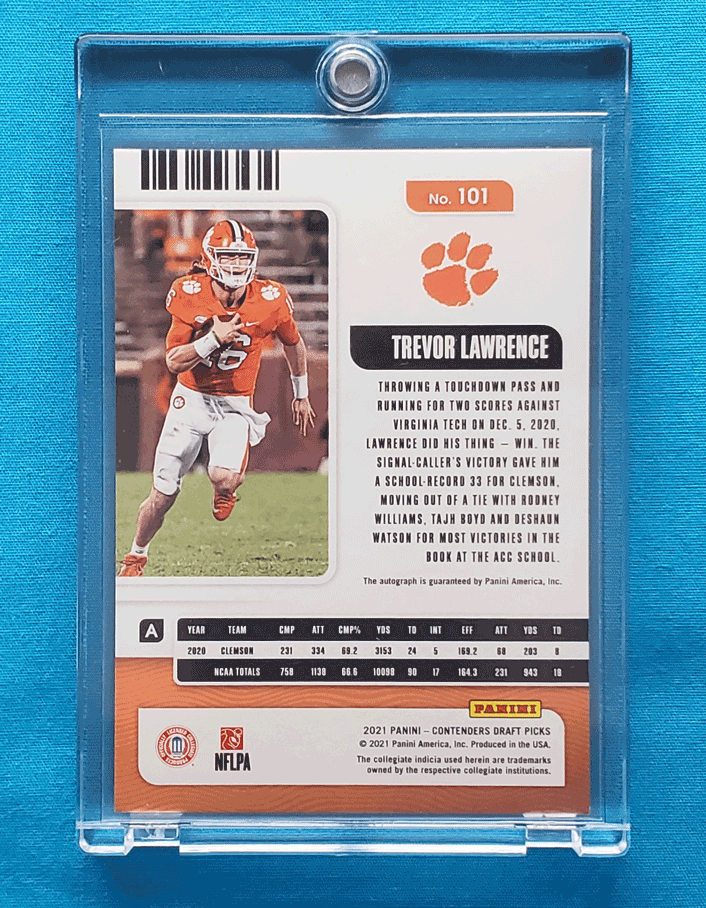 No. 101
TREVOR LAWRENCE
THROWING A TOUCHDOWN PASS AND
RUNNING FOR TWO SCORES AGAINST
VIRGINIA TECH ON DEC. 5, 2020,
LAWRENCE DID HIS THING — WIN. THE
SIGNAL-CALLER'S VICTORY GAVE HIM
A SCHOOL-RECORD 33 FOR CLEMSON,
MOVING OUT OF A TIE WITH RODNEY
WILLIAMS, TAJH BOYD AND DESHAUN
WATSON FOR MOST VICTORIES IN THE
BOOK AT THE ACC SCHOOL.
The autograph is guaranteed by Panini America, Inc.
16
A
YEAR TEAM CMP ATT CMP% YDS TD INT EFF ATT YDS TD
2020 CLEMSON 231 334 69.2 3153 24 5 169.2 68 203 8
NCAA TOTALS 758 1138 66.6 10098 90 17 164.3 231 943 18
PANINI
2021 PANINI – CONTENDERS DRAFT PICKS
© 2021 Panini America, Inc. Produced in the USA.
The collegiate indicia used herein are trademarks
owned by the respective collegiate institutions.
OFFICIALLY LICENSED COLLEGIATE PRODUCTS
NFLPA